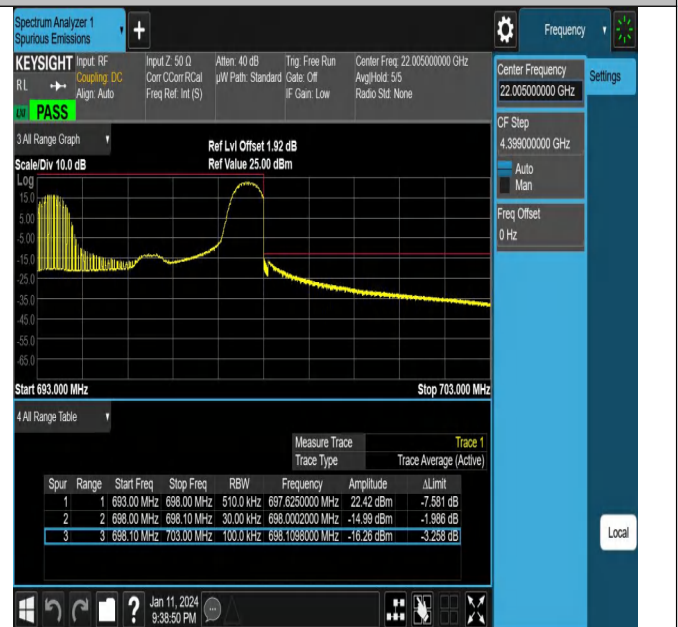 Spectrum Analyzer 1
Spurious Emissions
Frequency
KEYSIGHT
RL
Input: RF
Coupling: DC
Align: Auto
Input Z: 50 Ω
Corr CCorr RCal
Freq Ref: Int (S)
Atten: 40 dB
µW Path: Standard
Trig: Free Run
Gate: Off
IF Gain: Low
Center Freq: 22.005000000 GHz
Avg|Hold: 5/5
Radio Std: None
LXI PASS
Center Frequency
22.005000000 GHz
Settings
CF Step
4.399000000 GHz
Auto
Man
Freq Offset
0 Hz
Local
3 All Range Graph
Ref Lvl Offset 1.92 dB
Scale/Div 10.0 dB
Ref Value 25.00 dBm
Log
15.0
5.00
-5.00
-15.0
-25.0
-35.0
-45.0
-55.0
-65.0
Start 693.000 MHz
Stop 703.000 MHz
4 All Range Table
Measure Trace Trace 1
Trace Type Trace Average (Active)
Spur Range Start Freq Stop Freq RBW Frequency Amplitude ΔLimit
1 1 693.00 MHz 698.00 MHz 510.0 kHz 697.6250000 MHz 22.42 dBm -7.581 dB
2 2 698.00 MHz 698.10 MHz 30.00 kHz 698.0002000 MHz -14.99 dBm -1.986 dB
3 3 698.10 MHz 703.00 MHz 100.0 kHz 698.1098000 MHz -16.26 dBm -3.258 dB
Jan 11, 2024
9:38:50 PM